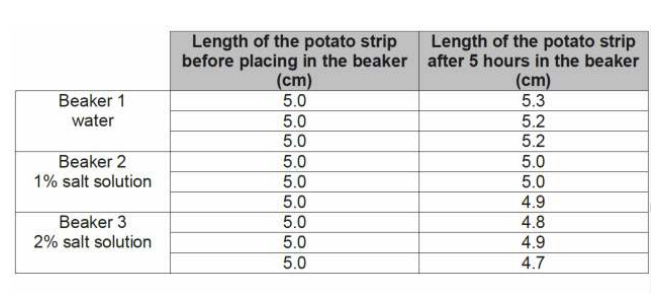 Length of the potato strip before placing in the beaker (cm)
Length of the potato strip after 5 hours in the beaker (cm)
Beaker 1 water
5.0 5.3
5.0 5.2
5.0 5.2
Beaker 2 1% salt solution
5.0 5.0
5.0 5.0
5.0 4.9
Beaker 3 2% salt solution
5.0 4.8
5.0 4.9
5.0 4.7